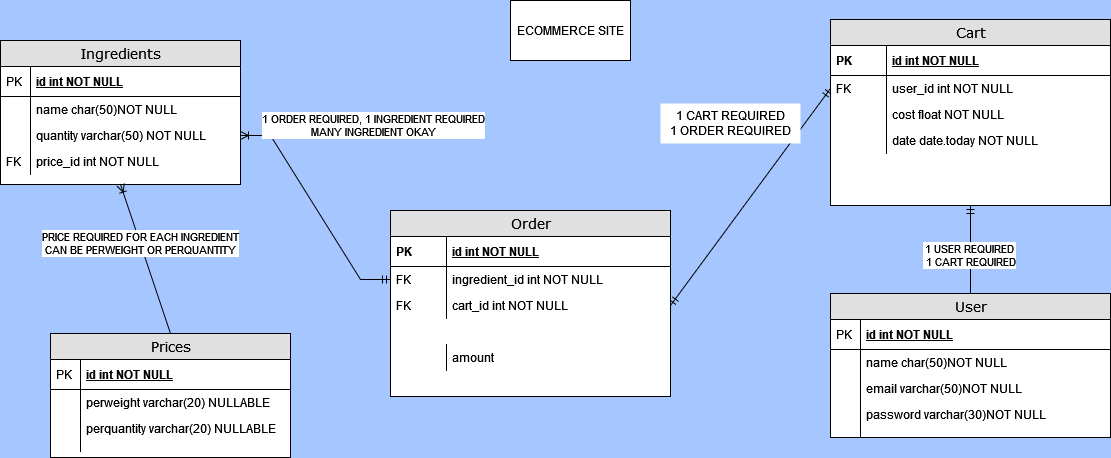 ECOMMERCE SITE
Ingredients
PK id int NOT NULL
name char(50)NOT NULL
quantity varchar(50) NOT NULL
FK price_id int NOT NULL
1 ORDER REQUIRED, 1 INGREDIENT REQUIRED
MANY INGREDIENT OKAY
1 CART REQUIRED
1 ORDER REQUIRED
Cart
PK id int NOT NULL
FK user_id int NOT NULL
cost float NOT NULL
date date.today NOT NULL
PRICE REQUIRED FOR EACH INGREDIENT
CAN BE PERWEIGHT OR PERQUANTITY
Order
PK id int NOT NULL
FK ingredient_id int NOT NULL
FK cart_id int NOT NULL
amount
1 USER REQUIRED
1 CART REQUIRED
Prices
PK id int NOT NULL
perweight varchar(20) NULLABLE
perquantity varchar(20) NULLABLE
User
PK id int NOT NULL
name char(50)NOT NULL
email varchar(50)NOT NULL
password varchar(30)NOT NULL